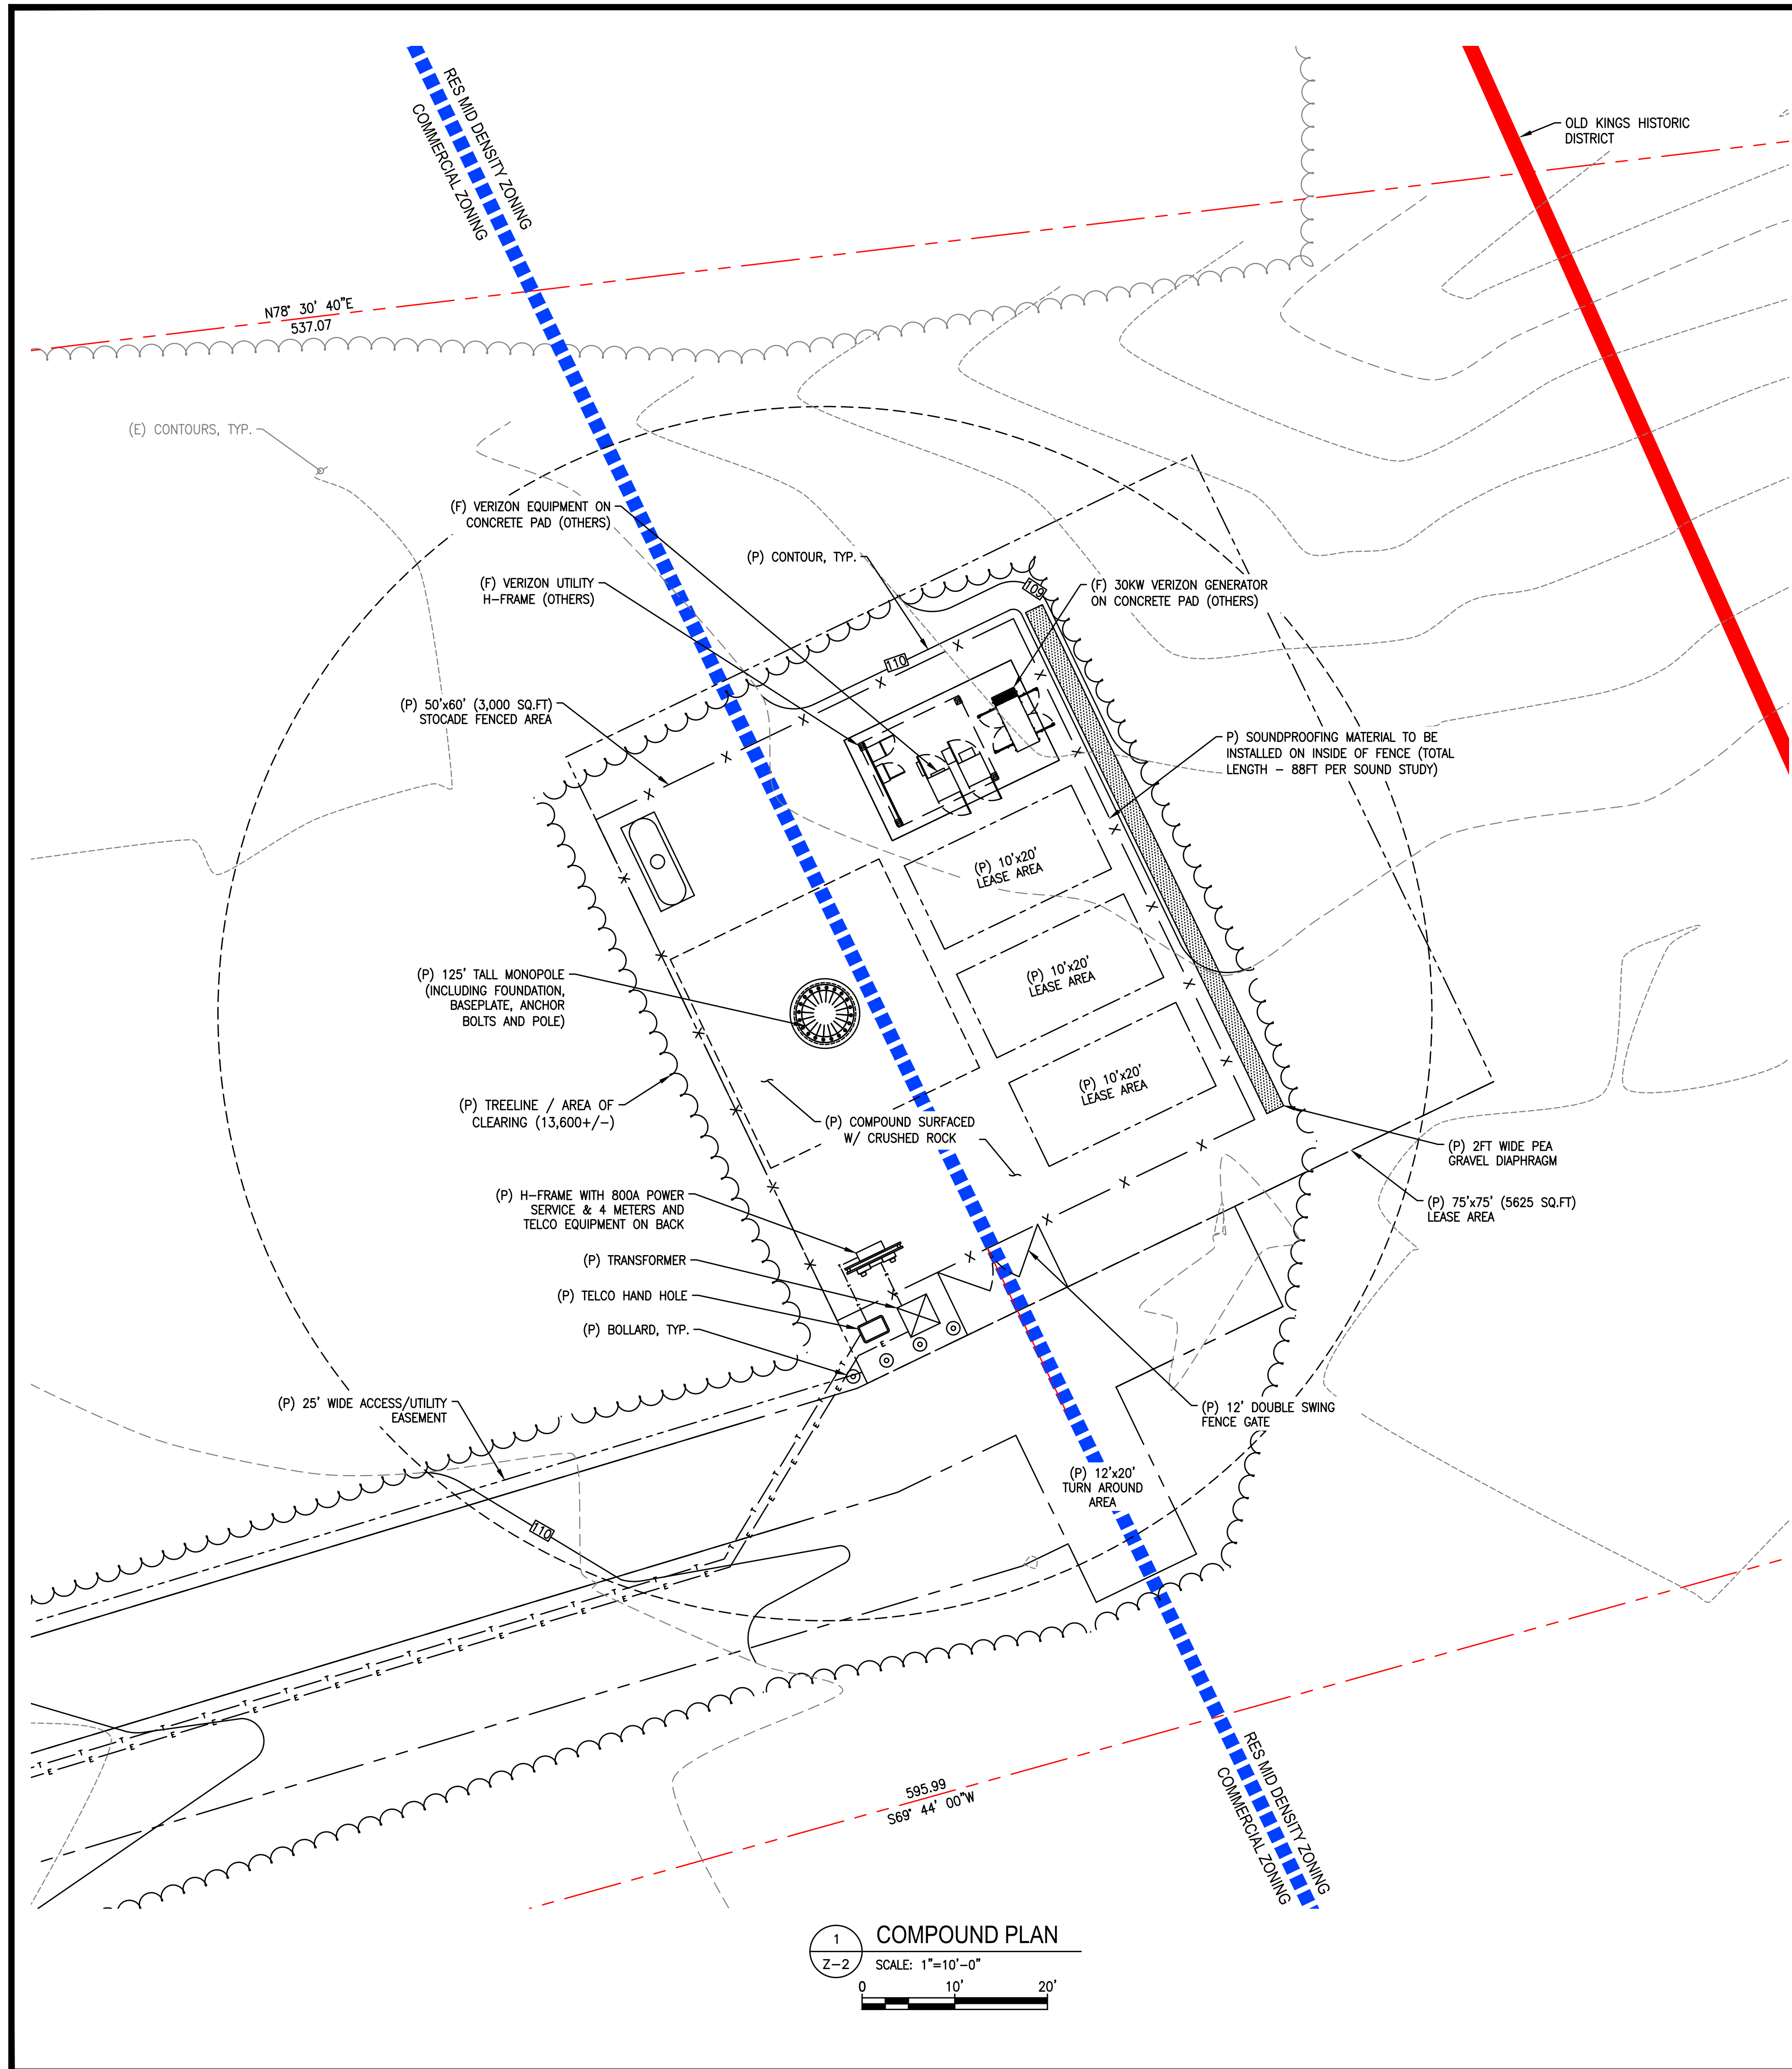 RES MID DENSITY ZONING
COMMERCIAL ZONING
OLD KINGS HISTORIC
DISTRICT
N78° 30' 40"E
537.07
(E) CONTOURS, TYP.
(F) VERIZON EQUIPMENT ON
CONCRETE PAD (OTHERS)
(P) CONTOUR, TYP.
(F) VERIZON UTILITY
H-FRAME (OTHERS)
109
(F) 30KW VERIZON GENERATOR
ON CONCRETE PAD (OTHERS)
110
(P) 50'x60' (3,000 SQ.FT)
STOCADE FENCED AREA
P) SOUNDPROOFING MATERIAL TO BE
INSTALLED ON INSIDE OF FENCE (TOTAL
LENGTH - 88FT PER SOUND STUDY)
(P) 10'x20'
LEASE AREA
(P) 10'x20'
LEASE AREA
(P) 10'x20'
LEASE AREA
(P) 125' TALL MONOPOLE
(INCLUDING FOUNDATION,
BASEPLATE, ANCHOR
BOLTS AND POLE)
(P) TREELINE / AREA OF
CLEARING (13,600+/-)
(P) COMPOUND SURFACED
W/ CRUSHED ROCK
(P) 2FT WIDE PEA
GRAVEL DIAPHRAGM
(P) H-FRAME WITH 800A POWER
SERVICE & 4 METERS AND
TELCO EQUIPMENT ON BACK
(P) 75'x75' (5625 SQ.FT)
LEASE AREA
(P) TRANSFORMER
(P) TELCO HAND HOLE
(P) BOLLARD, TYP.
(P) 25' WIDE ACCESS/UTILITY
EASEMENT
(P) 12' DOUBLE SWING
FENCE GATE
(P) 12'x20'
TURN AROUND
AREA
110
595.99
S69° 44' 00"W
RES MID DENSITY ZONING
COMMERCIAL ZONING
1
Z-2
COMPOUND PLAN
SCALE: 1"=10'-0"
0 10' 20'